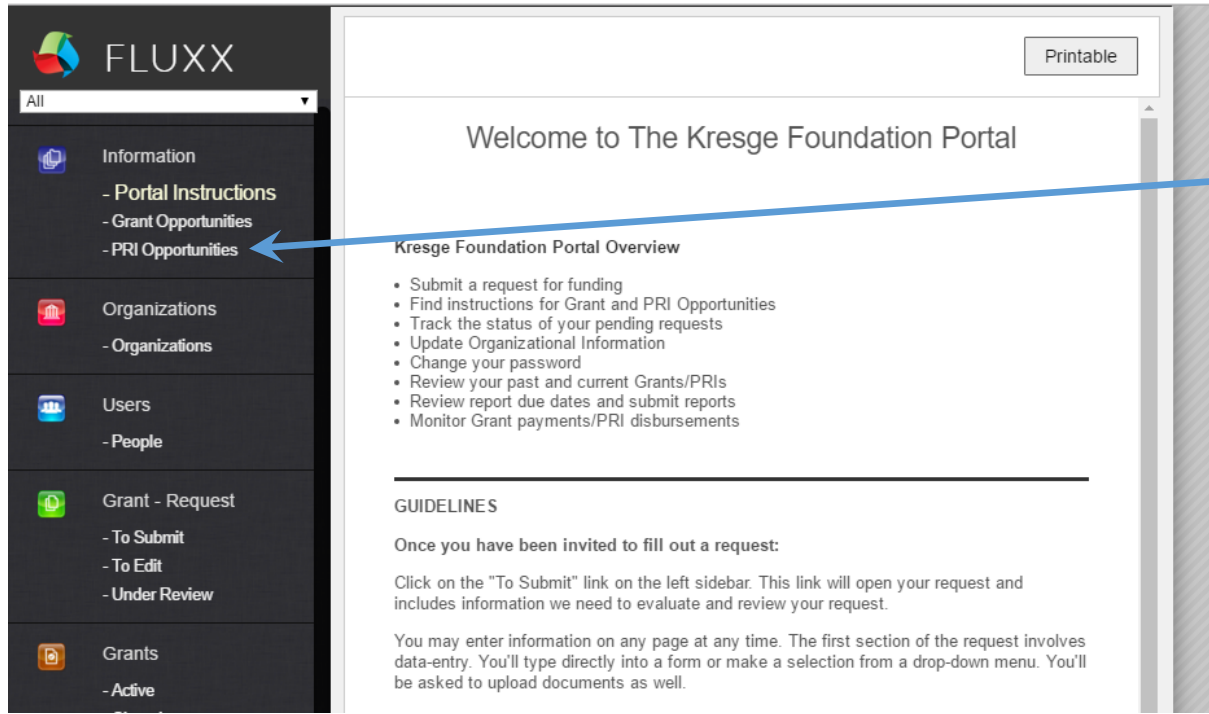 FLUXX
All
Information
- Portal Instructions
- Grant Opportunities
- PRI Opportunities
Organizations
- Organizations
Users
- People
Grant - Request
- To Submit
- To Edit
- Under Review
Grants
- Active
Printable
Welcome to The Kresge Foundation Portal
Kresge Foundation Portal Overview
• Submit a request for funding
• Find instructions for Grant and PRI Opportunities
• Track the status of your pending requests
• Update Organizational Information
• Change your password
• Review your past and current Grants/PRIs
• Review report due dates and submit reports
• Monitor Grant payments/PRI disbursements
GUIDELINES
Once you have been invited to fill out a request:
Click on the "To Submit" link on the left sidebar. This link will open your request and
includes information we need to evaluate and review your request.
You may enter information on any page at any time. The first section of the request involves
data-entry. You'll type directly into a form or make a selection from a drop-down menu. You'll
be asked to upload documents as well.